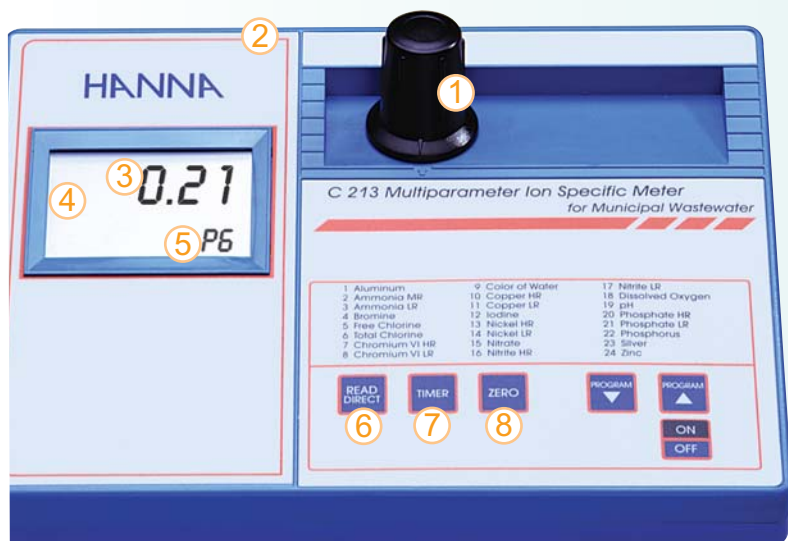 2
HANNA
1
3
0.21
4
5
P6
C 213 Multiparameter Ion Specific Meter
for Municipal Wastewater
1 Aluminum
2 Ammonia MR
3 Ammonia LR
4 Bromine
5 Free Chlorine
6 Total Chlorine
7 Chromium VI HR
8 Chromium VI LR
9 Color of Water
10 Copper HR
11 Copper LR
12 Iodine
13 Nickel HR
14 Nickel LR
15 Nitrate
16 Nitrite HR
17 Nitrite LR
18 Dissolved Oxygen
19 pH
20 Phosphate HR
21 Phosphate LR
22 Phosphorus
23 Silver
24 Zinc
READ
DIRECT
TIMER
ZERO
PROGRAM
PROGRAM
6
7
8
ON
OFF